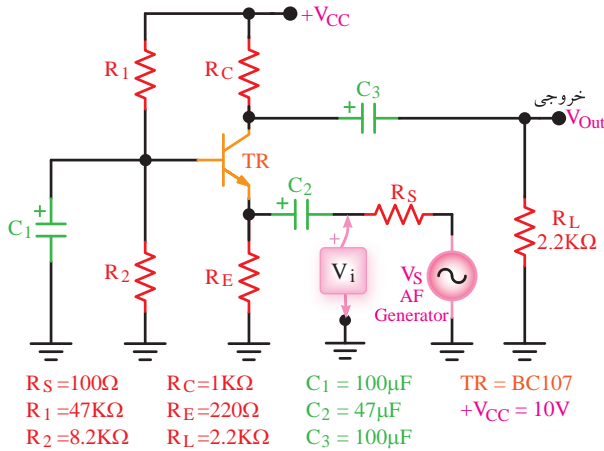 +VCC
R1
RC
C3
خروجی
VOut
TR
C2
RS
C1
R2
RE
Vi
VS
AF
Generator
RL
2.2KΩ
+
+
+
+
RS=100Ω
R1=47KΩ
R2=8.2KΩ
RC=1KΩ
RE=220Ω
RL=2.2KΩ
C1 = 100µF
C2 = 47µF
C3 = 100µF
TR = BC107
+VCC = 10V